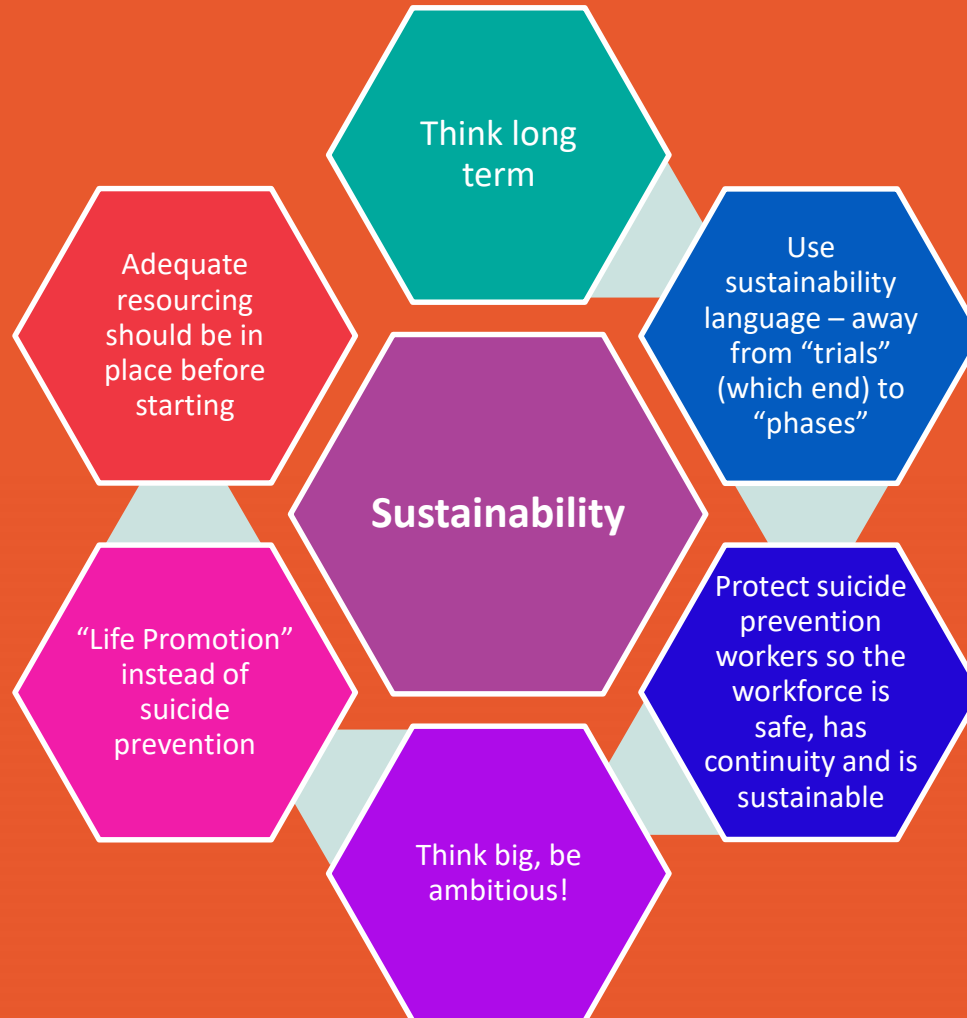 Think long
term
Use
sustainability
language – away
from “trials”
(which end) to
“phases”
Protect suicide
prevention
workers so the
workforce is
safe, has
continuity and is
sustainable
Think big, be
ambitious!
“Life Promotion”
instead of
suicide
prevention
Adequate
resourcing
should be in
place before
starting
Sustainability